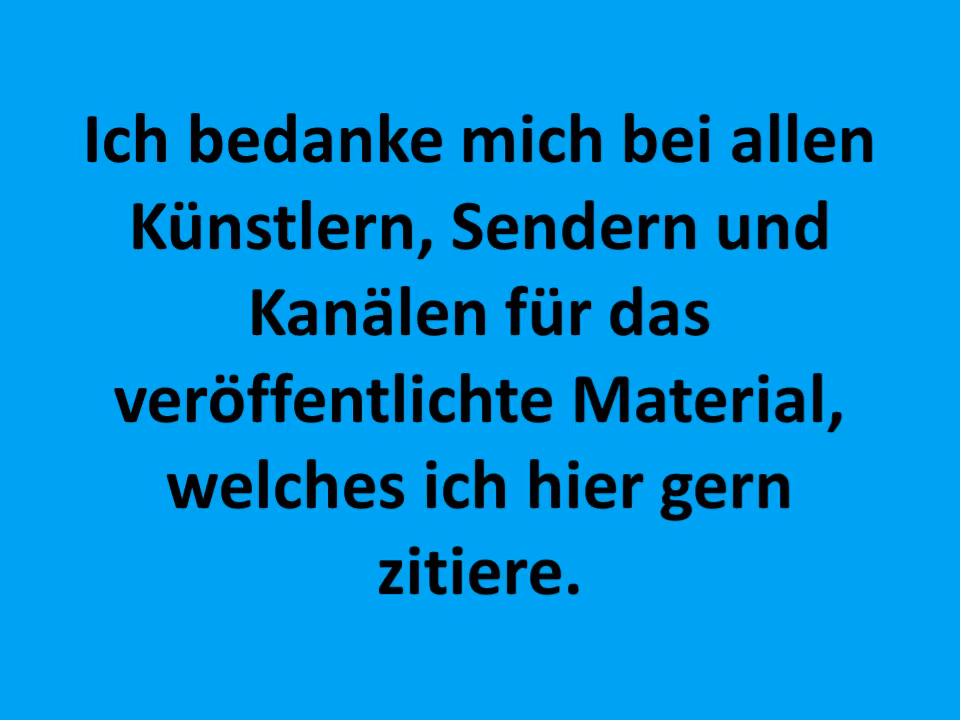 Ich bedanke mich bei allen
Künstlern, Sendern und
Kanälen für das
veröffentlichte Material,
welches ich hier gern
zitiere.